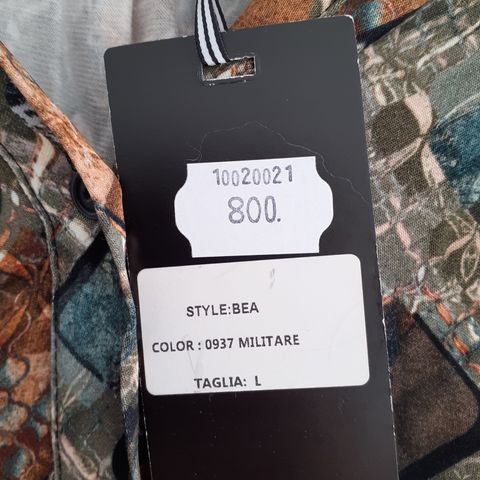 10020021
800.
STYLE:BEA
COLOR : 0937 MILITARE
TAGLIA: L